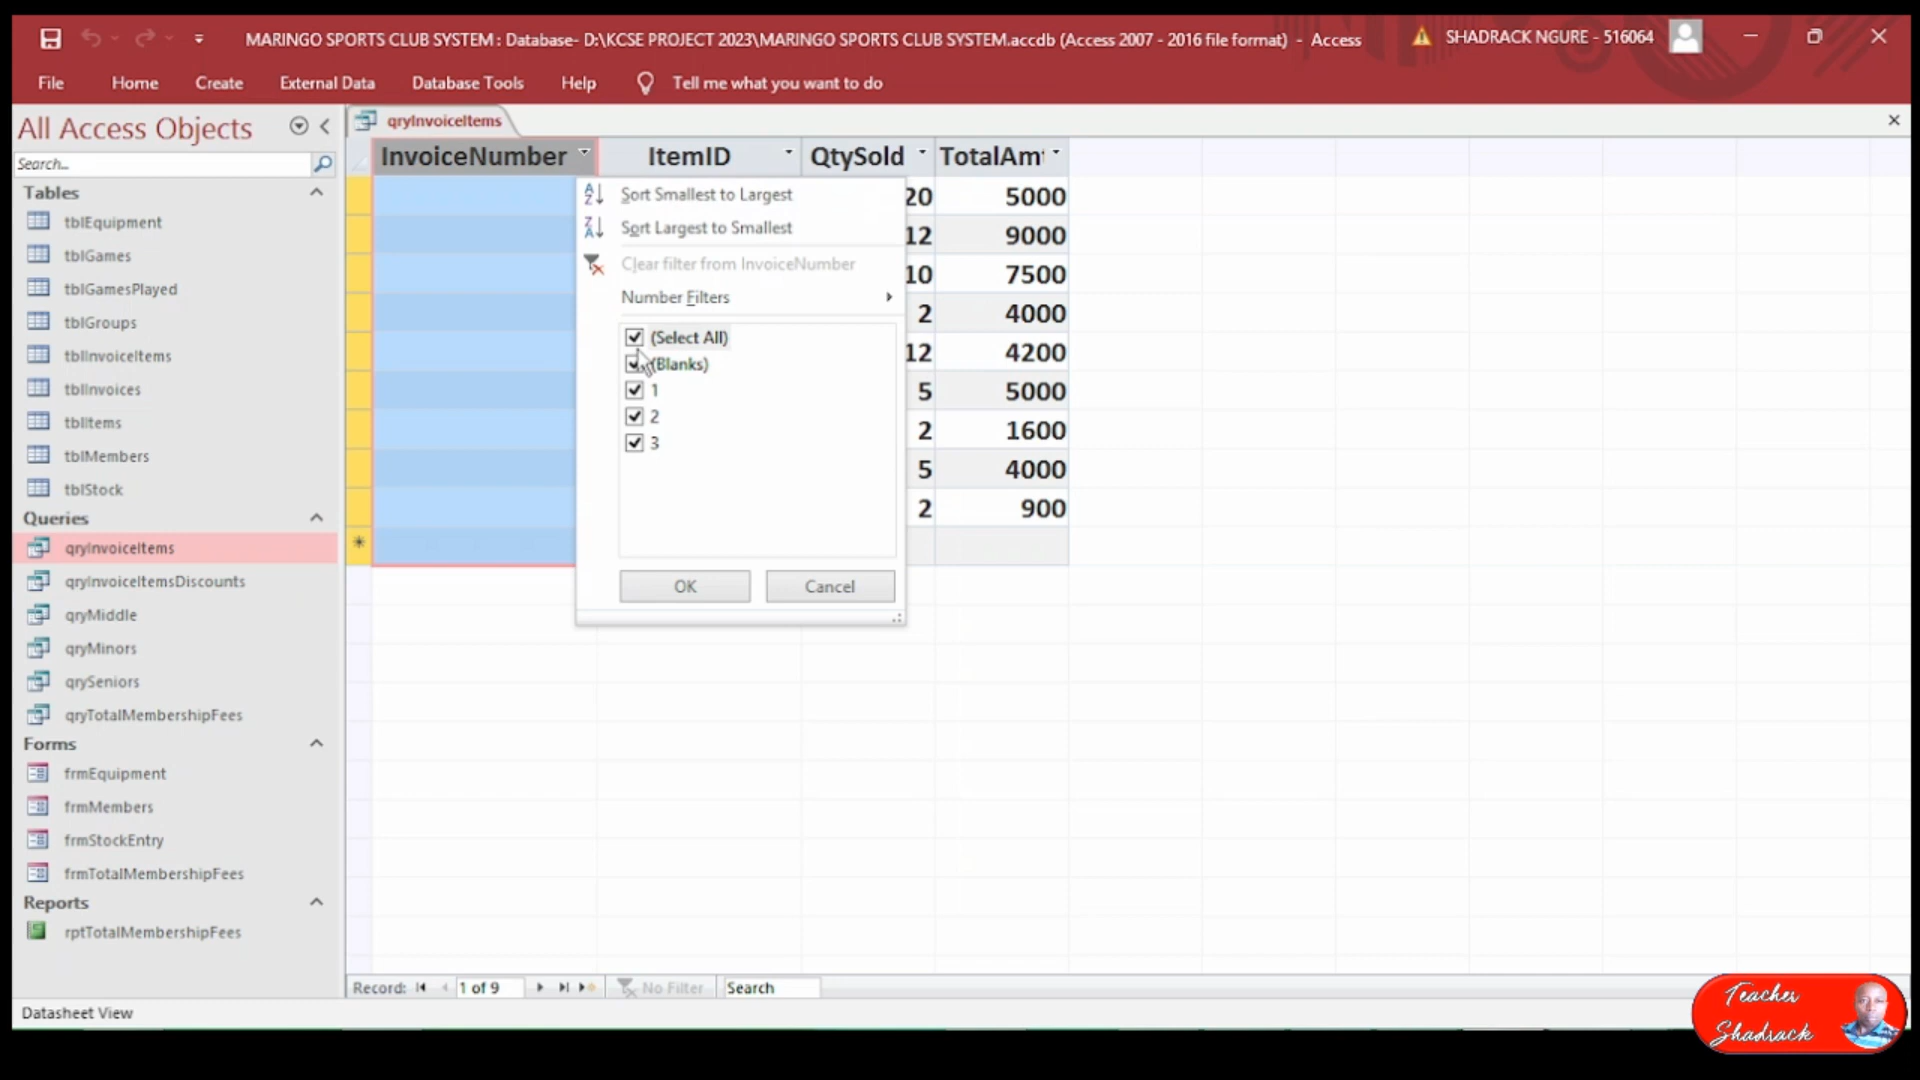 MARINGO SPORTS CLUB SYSTEM : Database- D:\KCSE PROJECT 2023\MARINGO SPORTS CLUB SYSTEM.accdb (Access 2007 - 2016 file format) - Access
SHADRACK NGURE - 516064
File Home Create External Data Database Tools Help Tell me what you want to do
All Access Objects
Search...
Tables
tblEquipment
tblGames
tblGamesPlayed
tblGroups
tblInvoiceItems
tblInvoices
tblItems
tblMembers
tblStock
Queries
qryInvoiceItems
qryInvoiceItemsDiscounts
qryMiddle
qryMinors
qrySeniors
qryTotalMembershipFees
Forms
frmEquipment
frmMembers
frmStockEntry
frmTotalMembershipFees
Reports
rptTotalMembershipFees
qryInvoiceItems
InvoiceNumber ItemID QtySold TotalAm
20 5000
12 9000
10 7500
2 4000
12 4200
5 5000
2 1600
5 4000
2 900
Sort Smallest to Largest
Sort Largest to Smallest
Clear filter from InvoiceNumber
Number Filters
(Select All)
(Blanks)
1
2
3
OK Cancel
Record: 1 of 9 No Filter Search
Datasheet View
Teacher
Shadrack